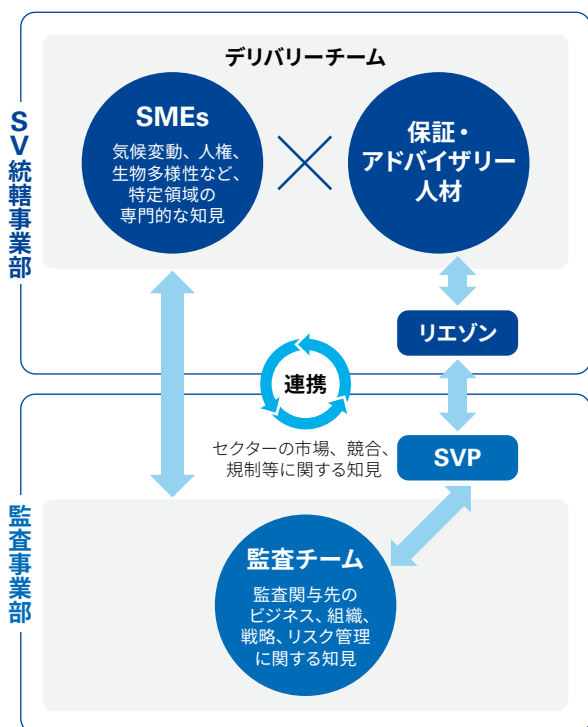 デリバリーチーム
SV統轄事業部
SMEs
気候変動、人権、
生物多様性など、
特定領域の
専門的な知見
保証・
アドバイザリー
人材
リエゾン
連携
セクターの市場、競合、
規制等に関する知見
SVP
監査事業部
監査チーム
監査関与先の
ビジネス、組織、
戦略、リスク管理
に関する知見